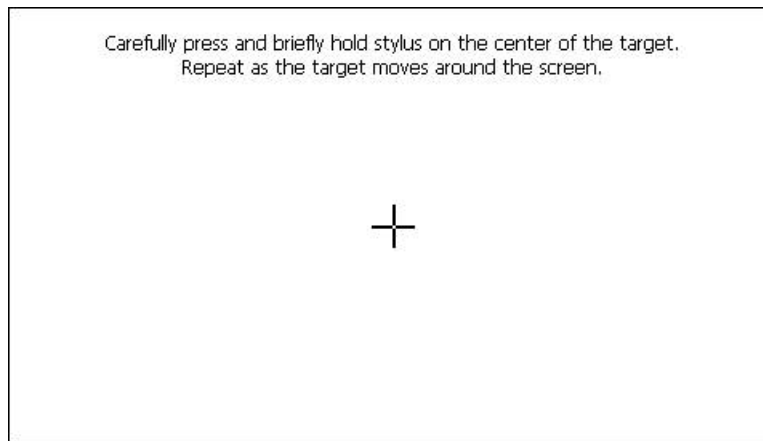 Carefully press and briefly hold stylus on the center of the target.
Repeat as the target moves around the screen.